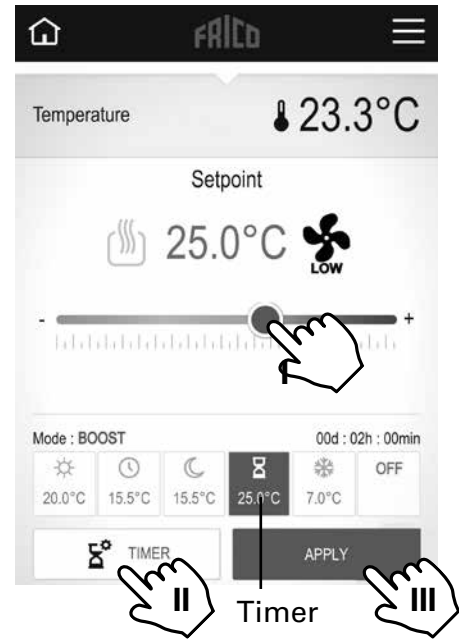 FRICO
Temperature 23.3°C
Setpoint
25.0°C
LOW
- +
I
Mode : BOOST 00d : 02h : 00min
20.0°C 15.5°C 15.5°C 25.0°C 7.0°C OFF
TIMER APPLY
II Timer III